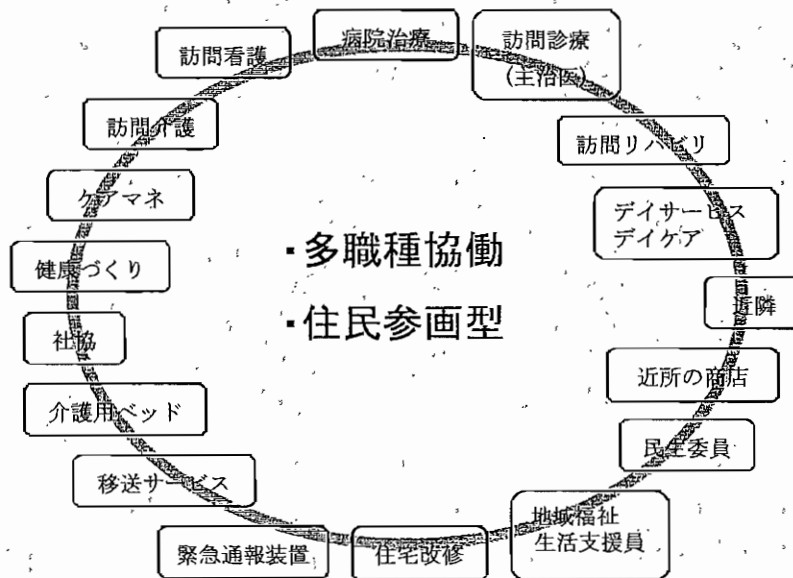 病院治療
訪問診療
(主治医)
訪問リハビリ
デイサービス
デイケア
近隣
近所の商店
民生委員
地域福祉
生活支援員
住宅改修
緊急通報装置
移送サービス
介護用ベッド
社協
健康づくり
ケアマネ
訪問介護
訪問看護
・多職種協働
・住民参画型